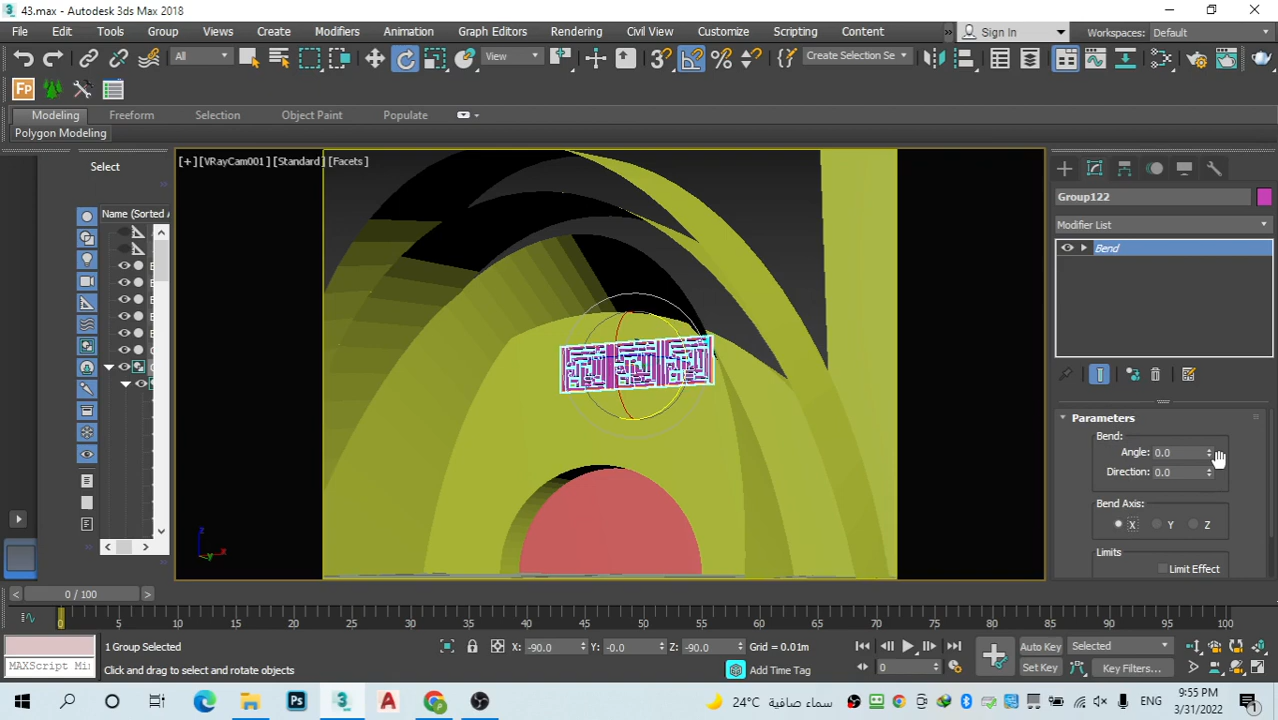 43.max - Autodesk 3ds Max 2018
File Edit Tools Group Views Create Modifiers Animation Graph Editors Rendering Civil View Customize Scripting Content Sign In Workspaces: Default
All View Create Selection Se
Modeling Freeform Selection Object Paint Populate
Polygon Modeling
Select
[+] [VRayCam001] [Standard] [Facets]
Name (Sorted A
Group122
Modifier List
Bend
Parameters
Bend:
Angle: 0.0
Direction: 0.0
Bend Axis:
X Y Z
Limits
Limit Effect
0 / 100
0 5 10 15 20 25 30 35 40 45 50 55 60 65 70 75 80 85 90 95 100
1 Group Selected X: -90.0 Y: -0.0 Z: -90.0 Grid = 0.01m Auto Key Selected
MAXScript Mi: Click and drag to select and rotate objects Add Time Tag 0 Set Key Key Filters...
24°C سماء صافية ENG 9:55 PM
3/31/2022